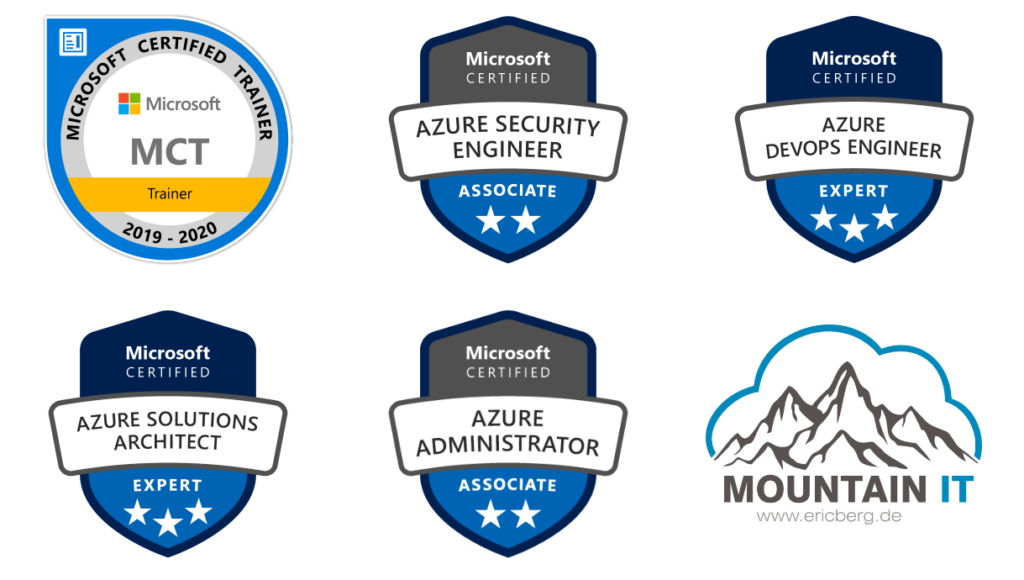 MICROSOFT CERTIFIED TRAINER
Microsoft
MCT
Trainer
2019 - 2020
Microsoft
CERTIFIED
AZURE SECURITY
ENGINEER
ASSOCIATE
Microsoft
CERTIFIED
AZURE
DEVOPS ENGINEER
EXPERT
Microsoft
CERTIFIED
AZURE SOLUTIONS
ARCHITECT
EXPERT
Microsoft
CERTIFIED
AZURE
ADMINISTRATOR
ASSOCIATE
MOUNTAIN IT
www.ericberg.de